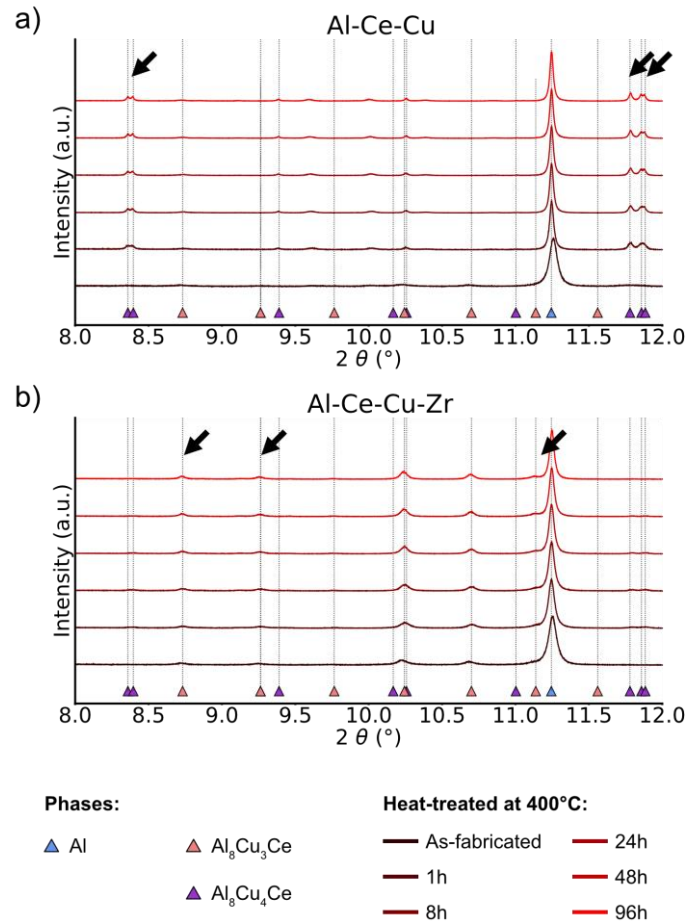 a)
Al-Ce-Cu
Intensity (a.u.)
8.0 8.5 9.0 9.5 10.0 10.5 11.0 11.5 12.0
2 θ (°)
b)
Al-Ce-Cu-Zr
Intensity (a.u.)
8.0 8.5 9.0 9.5 10.0 10.5 11.0 11.5 12.0
2 θ (°)
Phases:
Al
Al₈Cu₃Ce
Al₈Cu₄Ce
Heat-treated at 400°C:
As-fabricated
1h
8h
24h
48h
96h